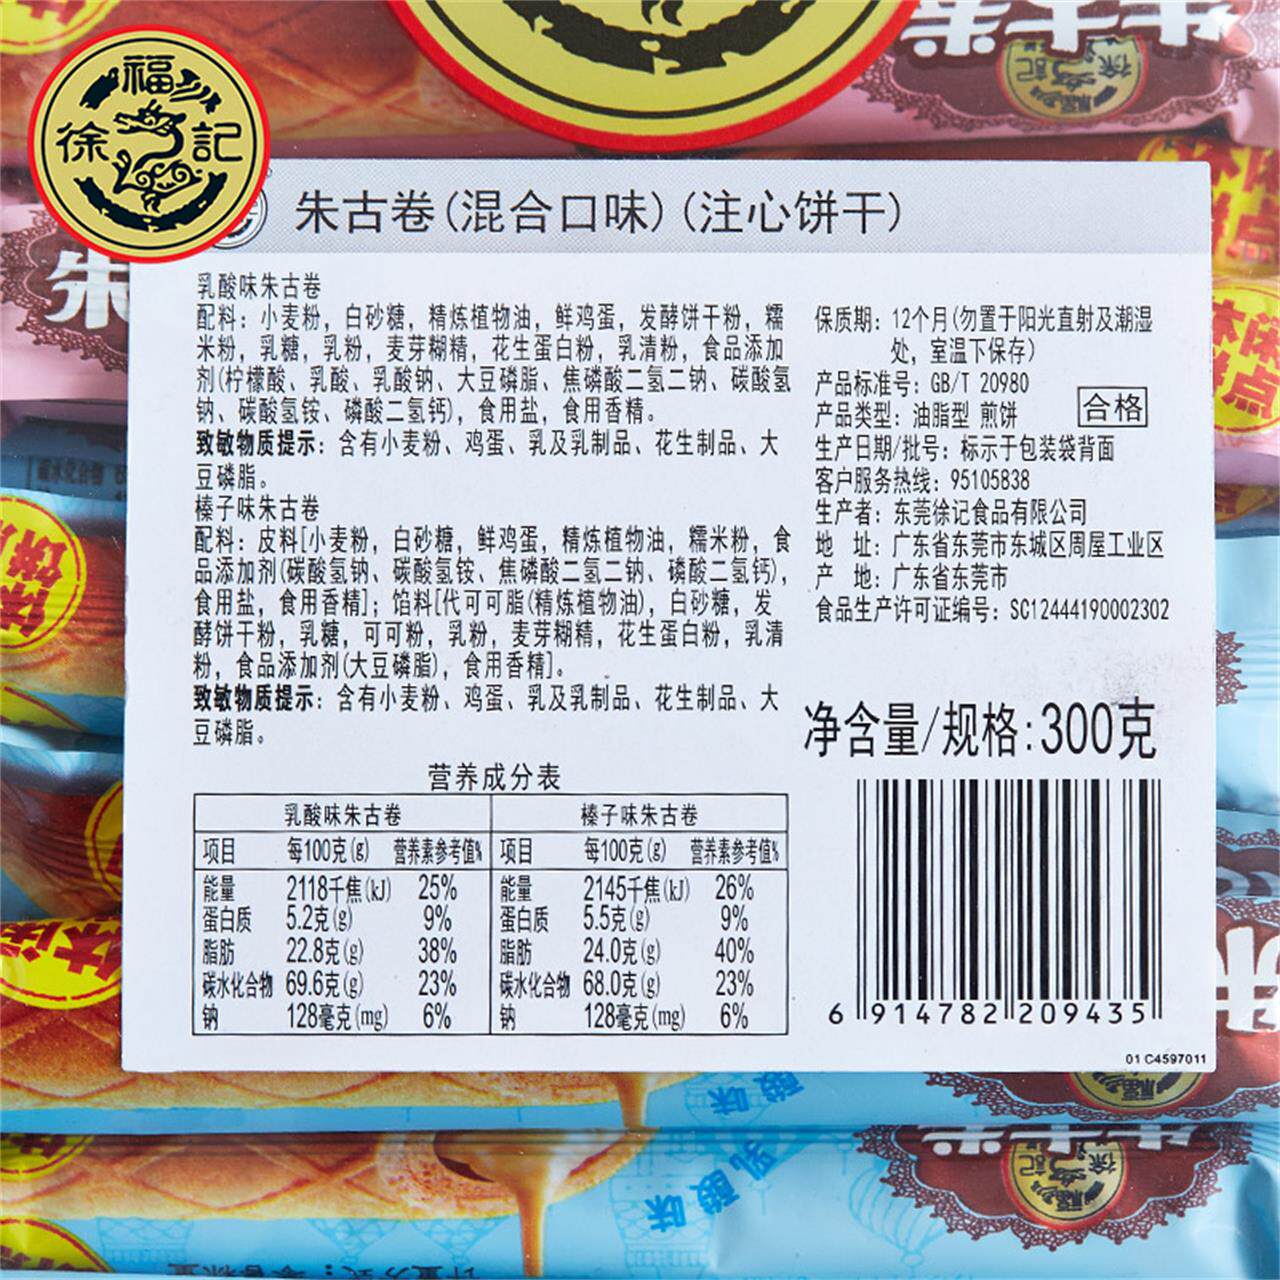 福
徐記
朱古卷(混合口味)(注心饼干)
乳酸味朱古卷
配料：小麦粉，白砂糖，精炼植物油，鲜鸡蛋，发酵饼干粉，糯
米粉，乳糖，乳粉，麦芽糊精，花生蛋白粉，乳清粉，食品添加
剂(柠檬酸、乳酸、乳酸钠、大豆磷脂、焦磷酸二氢二钠、碳酸氢
钠、碳酸氢铵、磷酸二氢钙)，食用盐，食用香精。
致敏物质提示：含有小麦粉、鸡蛋、乳及乳制品、花生制品、大
豆磷脂。
榛子味朱古卷
配料：皮料[小麦粉，白砂糖，鲜鸡蛋，精炼植物油，糯米粉，食
品添加剂(碳酸氢钠、碳酸氢铵、焦磷酸二氢二钠、磷酸二氢钙)，
食用盐，食用香精]；馅料[代可可脂(精炼植物油)，白砂糖，发
酵饼干粉，乳糖，可可粉，乳粉，麦芽糊精，花生蛋白粉，乳清
粉，食品添加剂(大豆磷脂)，食用香精]。
致敏物质提示：含有小麦粉、鸡蛋、乳及乳制品、花生制品、大
豆磷脂。
保质期：12个月(勿置于阳光直射及潮湿
处，室温下保存)
产品标准号：GB/T 20980
产品类型：油脂型 煎饼
合格
生产日期/批号：标示于包装袋背面
客户服务热线：95105838
生产者：东莞徐记食品有限公司
地 址：广东省东莞市东城区周屋工业区
产 地：广东省东莞市
食品生产许可证编号：SC12444190002302
净含量/规格:300克
营养成分表
乳酸味朱古卷 榛子味朱古卷
项目 每100克(g) 营养素参考值% 项目 每100克(g) 营养素参考值%
能量 2118千焦(kJ) 25% 能量 2145千焦(kJ) 26%
蛋白质 5.2克(g) 9% 蛋白质 5.5克(g) 9%
脂肪 22.8克(g) 38% 脂肪 24.0克(g) 40%
碳水化合物 69.6克(g) 23% 碳水化合物 68.0克(g) 23%
钠 128毫克(mg) 6% 钠 128毫克(mg) 6%
6 914782 209435
01 C4597011
朱
休闲
点
休闲
点
酸味
乳酸味